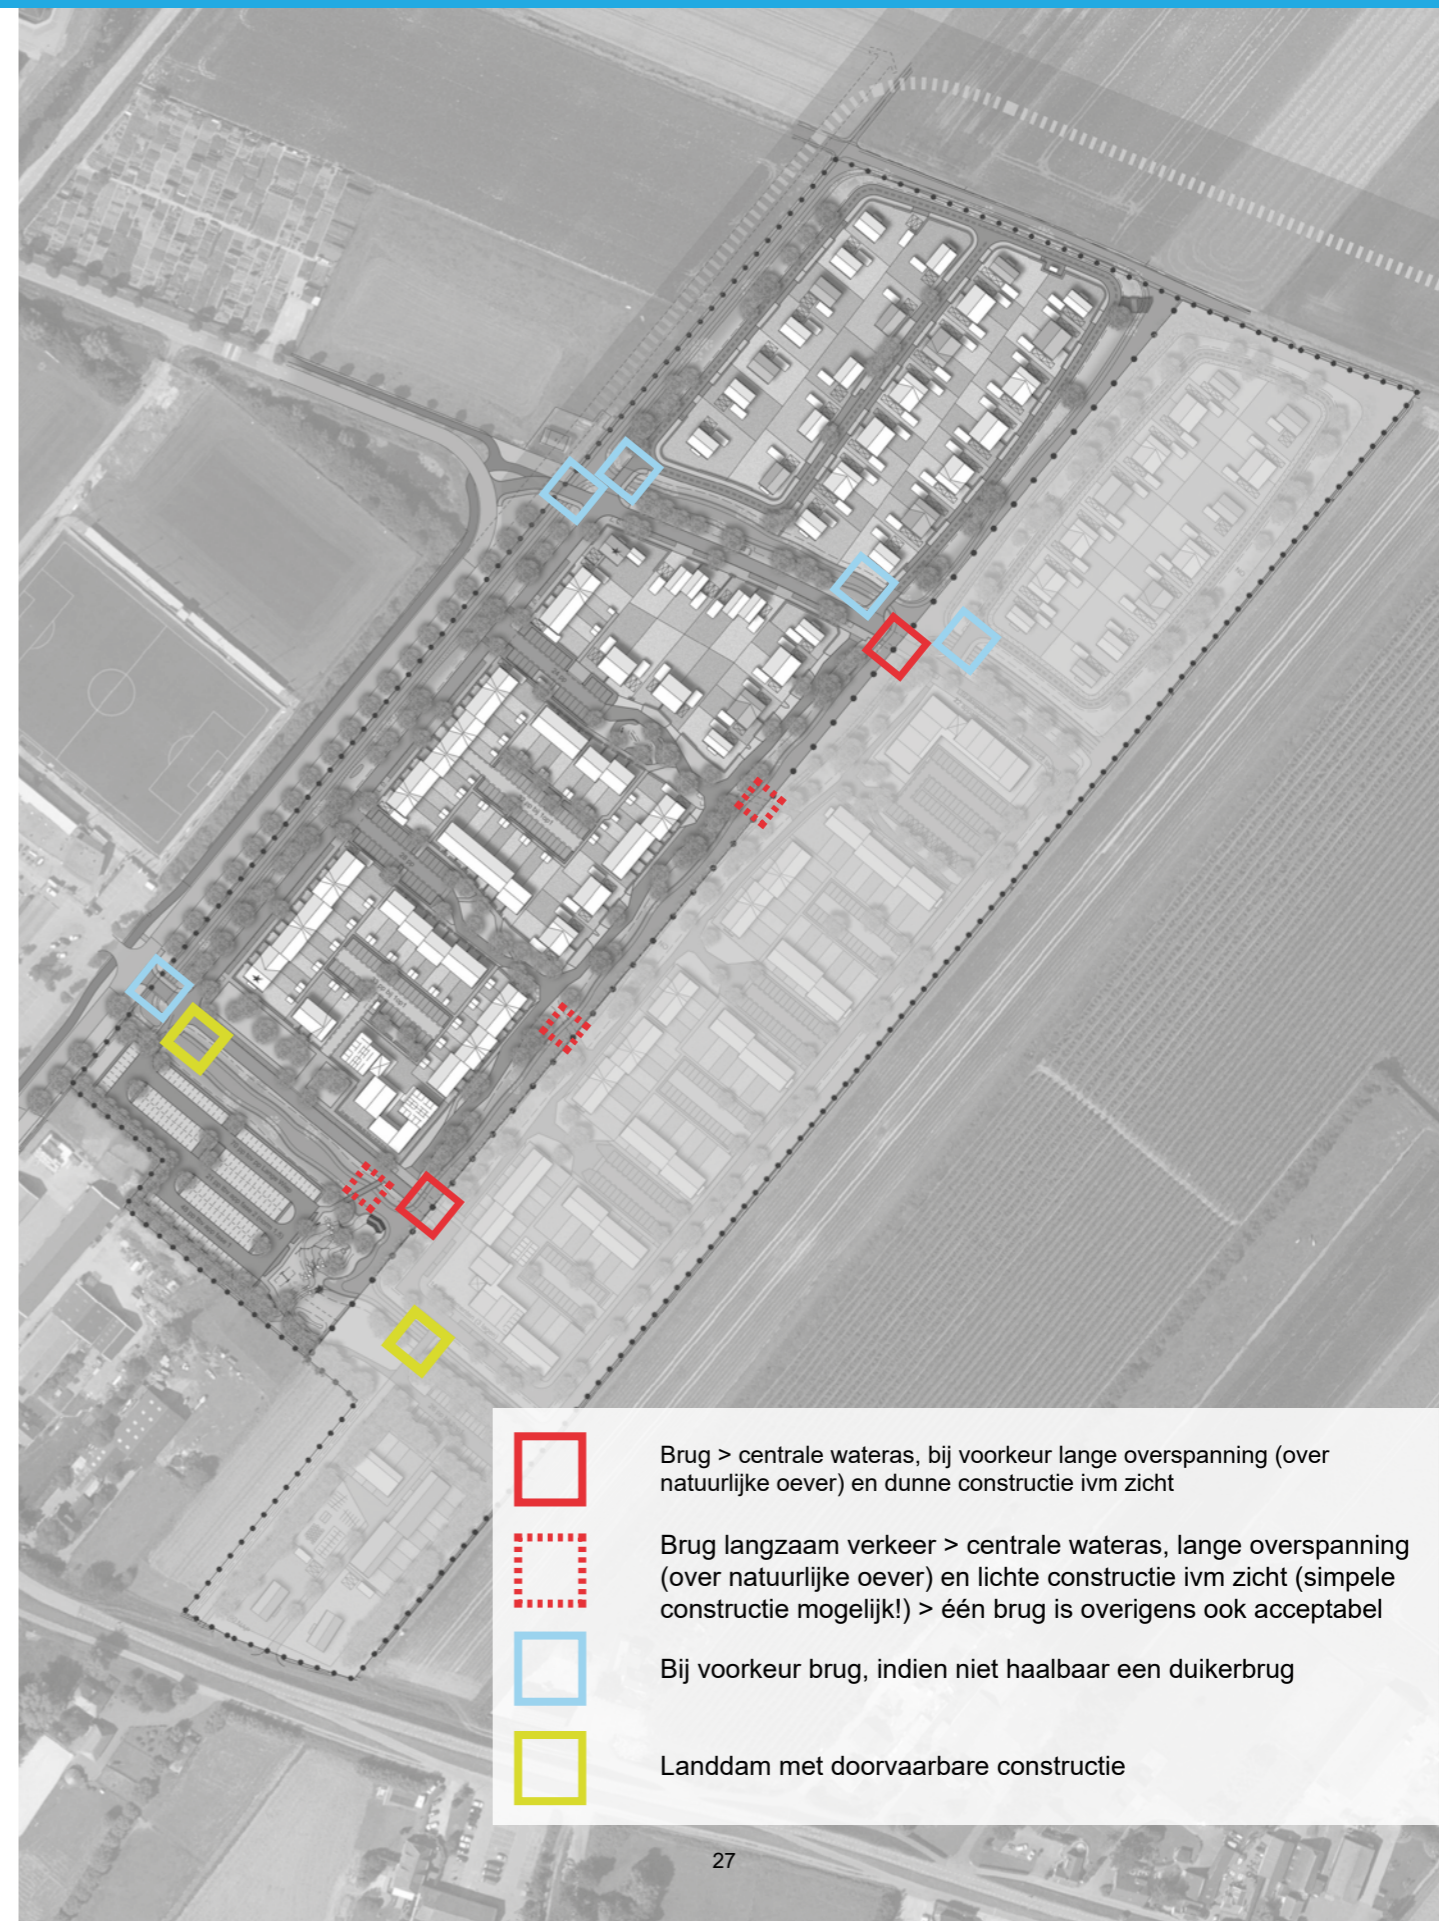 Brug > centrale wateras, bij voorkeur lange overspanning (over
natuurlijke oever) en dunne constructie ivm zicht
Brug langzaam verkeer > centrale wateras, lange overspanning
(over natuurlijke oever) en lichte constructie ivm zicht (simpele
constructie mogelijk!) > één brug is overigens ook acceptabel
Bij voorkeur brug, indien niet haalbaar een duikerbrug
Landdam met doorvaarbare constructie
27